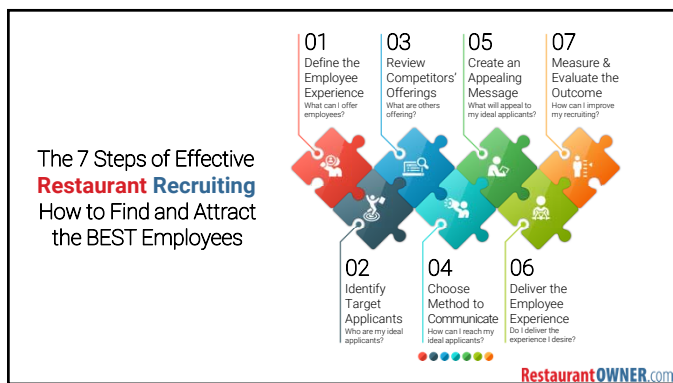 The 7 Steps of Effective
Restaurant Recruiting
How to Find and Attract
the BEST Employees
01
Define the
Employee
Experience
What can I offer
employees?
02
Identify
Target
Applicants
Who are my ideal
applicants?
03
Review
Competitors'
Offerings
What are others
offering?
04
Choose
Method to
Communicate
How can I reach my
ideal applicants?
05
Create an
Appealing
Message
What will appeal to
my ideal applicants?
06
Deliver the
Employee
Experience
Do I deliver the
experience I desire?
07
Measure &
Evaluate the
Outcome
How can I improve
my recruiting?
RestaurantOWNER.com